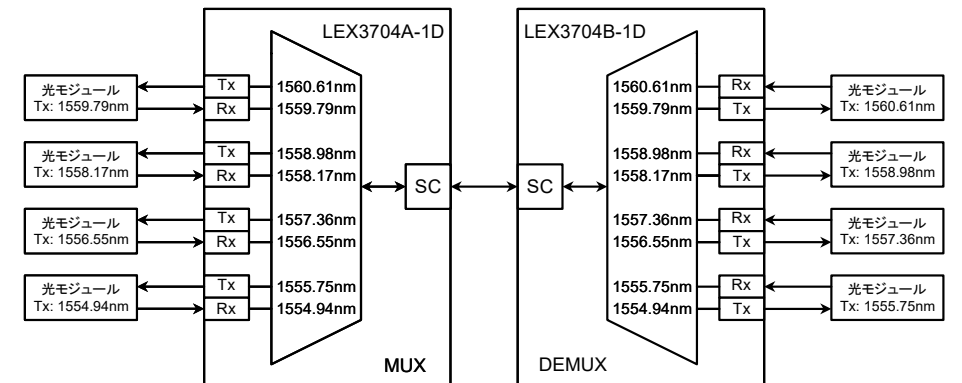 LEX3704A-1D
LEX3704B-1D
光モジュール
Tx: 1559.79nm
Tx
Rx
1560.61nm
1559.79nm
光モジュール
Tx: 1558.17nm
Tx
Rx
1558.98nm
1558.17nm
光モジュール
Tx: 1556.55nm
Tx
Rx
1557.36nm
1556.55nm
光モジュール
Tx: 1554.94nm
Tx
Rx
1555.75nm
1554.94nm
SC
SC
1560.61nm
1559.79nm
Rx
Tx
光モジュール
Tx: 1560.61nm
1558.98nm
1558.17nm
Rx
Tx
光モジュール
Tx: 1558.98nm
1557.36nm
1556.55nm
Rx
Tx
光モジュール
Tx: 1557.36nm
1555.75nm
1554.94nm
Rx
Tx
光モジュール
Tx: 1555.75nm
MUX
DEMUX